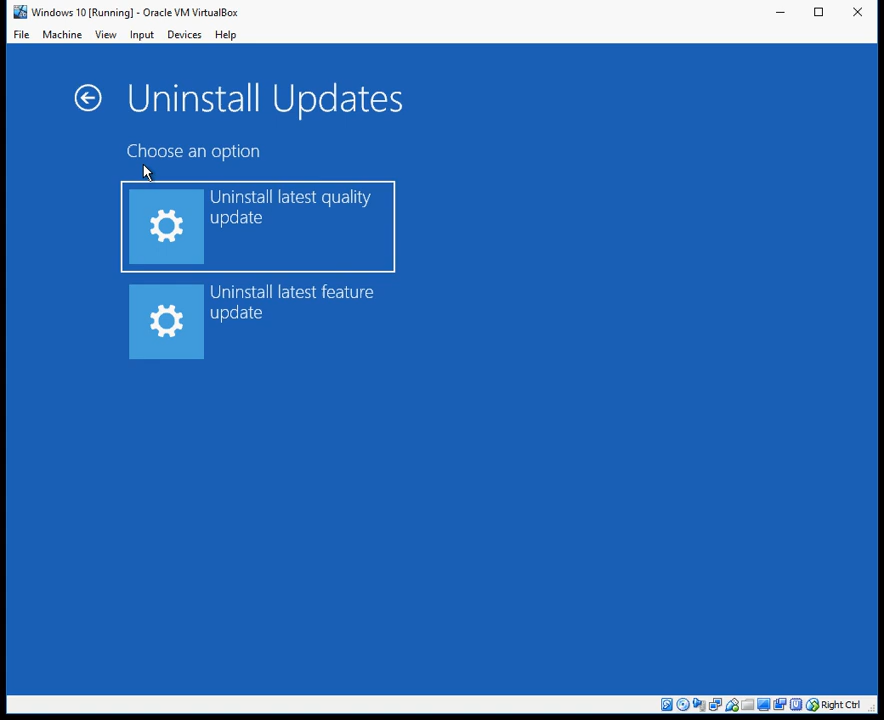 Windows 10 [Running] - Oracle VM VirtualBox
File Machine View Input Devices Help
Uninstall Updates
Choose an option
Uninstall latest quality
update
Uninstall latest feature
update
Right Ctrl